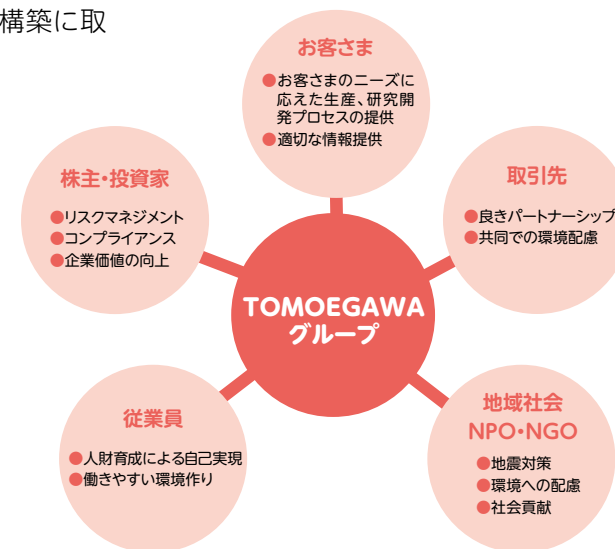 構築に取
お客さま
●お客さまのニーズに
応えた生産、研究開
発プロセスの提供
●適切な情報提供
株主・投資家
●リスクマネジメント
●コンプライアンス
●企業価値の向上
取引先
●良きパートナーシップ
●共同での環境配慮
TOMOEGAWA
グループ
従業員
●人財育成による自己実現
●働きやすい環境作り
地域社会
NPO・NGO
●地震対策
●環境への配慮
●社会貢献